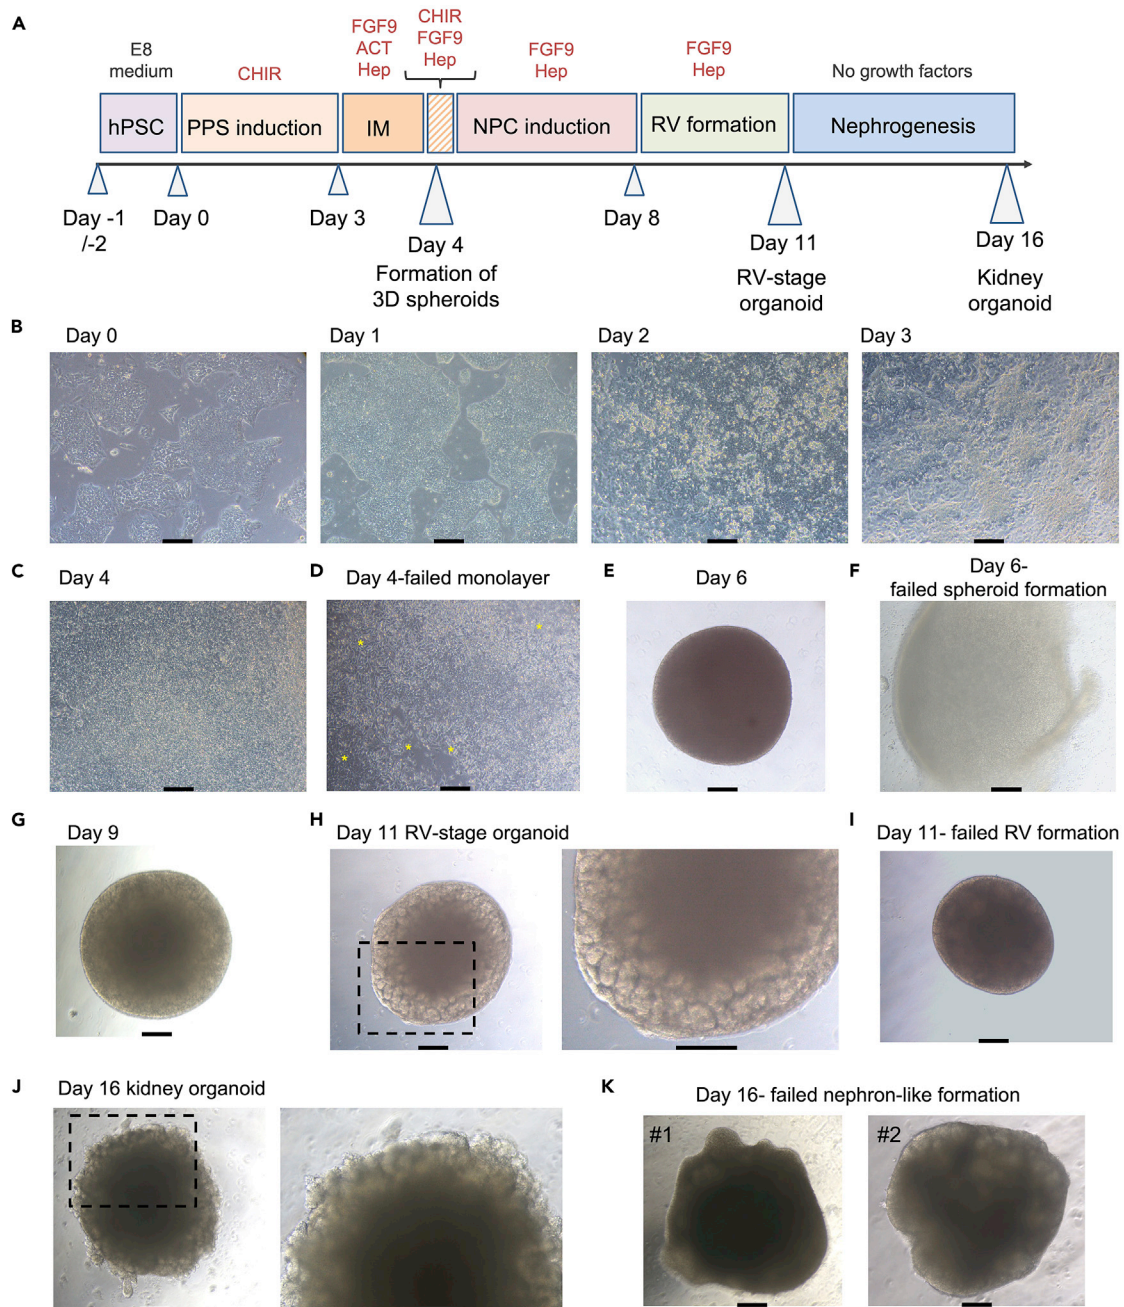 A
E8
medium
CHIR
FGF9
ACT
Hep
CHIR
FGF9
Hep
FGF9
Hep
FGF9
Hep
No growth factors
hPSC
PPS induction
IM
NPC induction
RV formation
Nephrogenesis
Day -1
/-2
Day 0
Day 3
Day 4
Formation of
3D spheroids
Day 8
Day 11
RV-stage
organoid
Day 16
Kidney
organoid
B
Day 0
Day 1
Day 2
Day 3
C
Day 4
D
Day 4-failed monolayer
*
*
*
*
*
E
Day 6
F
Day 6-
failed spheroid formation
G
Day 9
H
Day 11 RV-stage organoid
I
Day 11- failed RV formation
J
Day 16 kidney organoid
K
Day 16- failed nephron-like formation
#1
#2